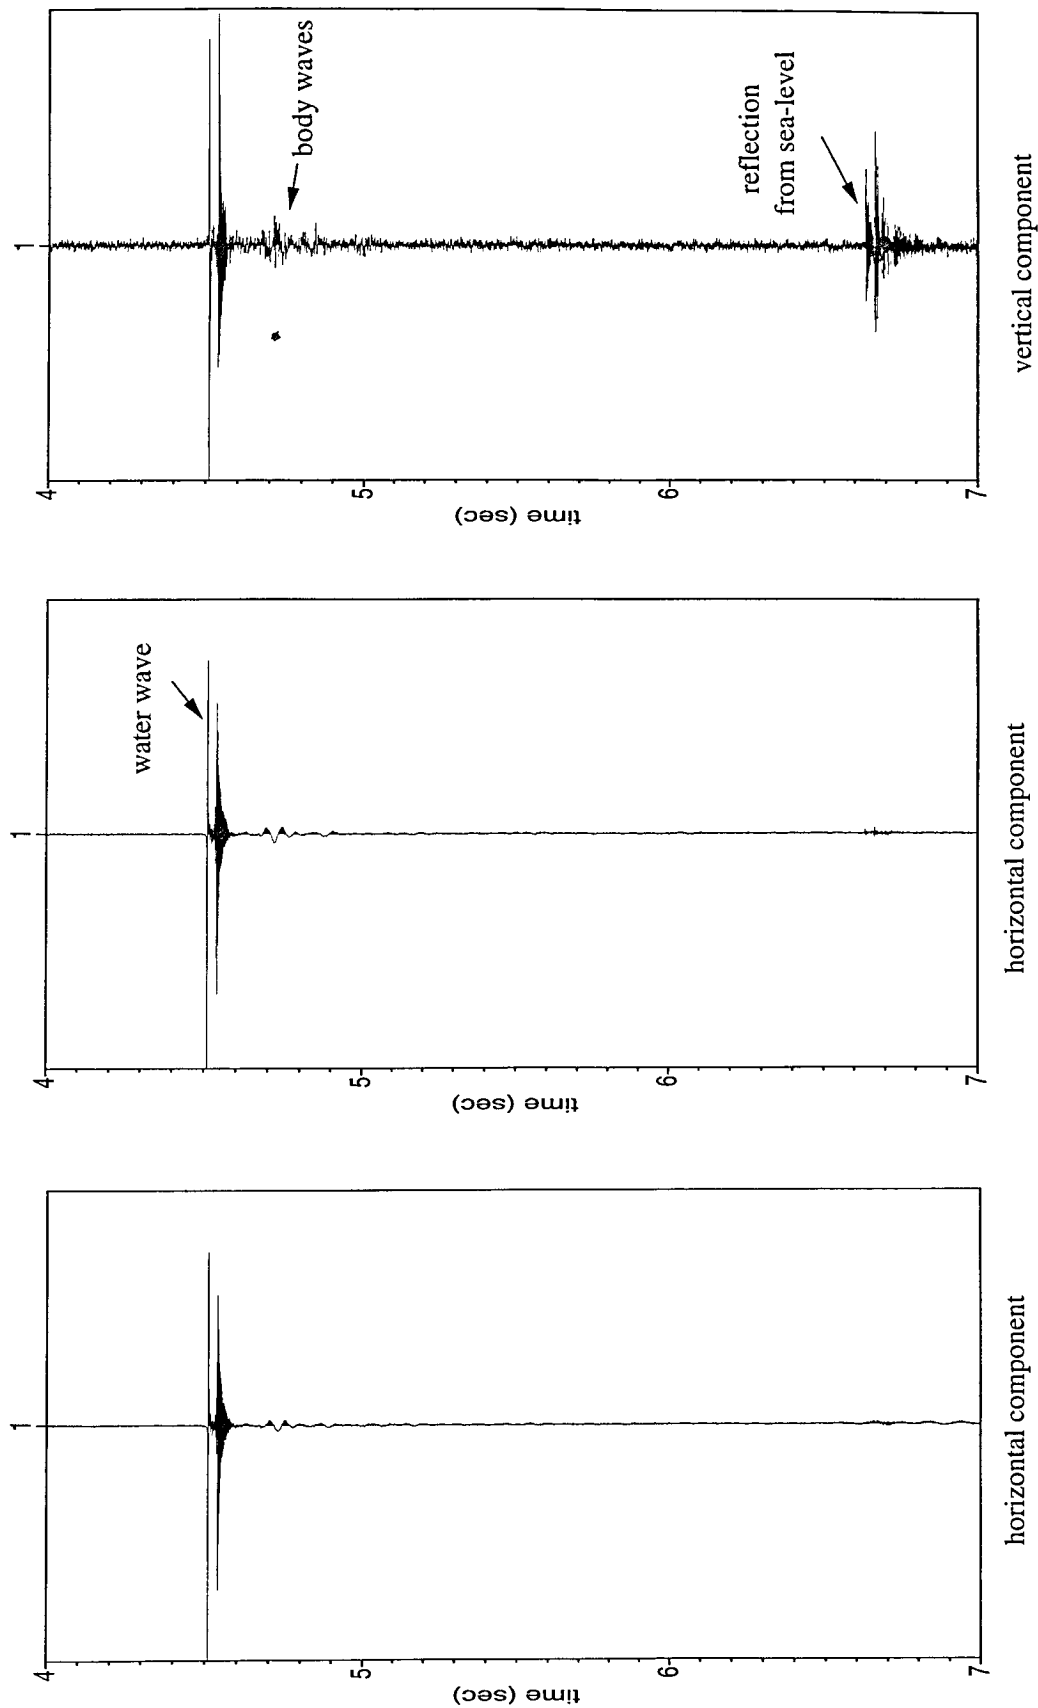 1
4
5
6
7
time (sec)
body waves
reflection
from sea-level
vertical component
1
4
5
6
7
time (sec)
water wave
horizontal component
1
4
5
6
7
time (sec)
horizontal component